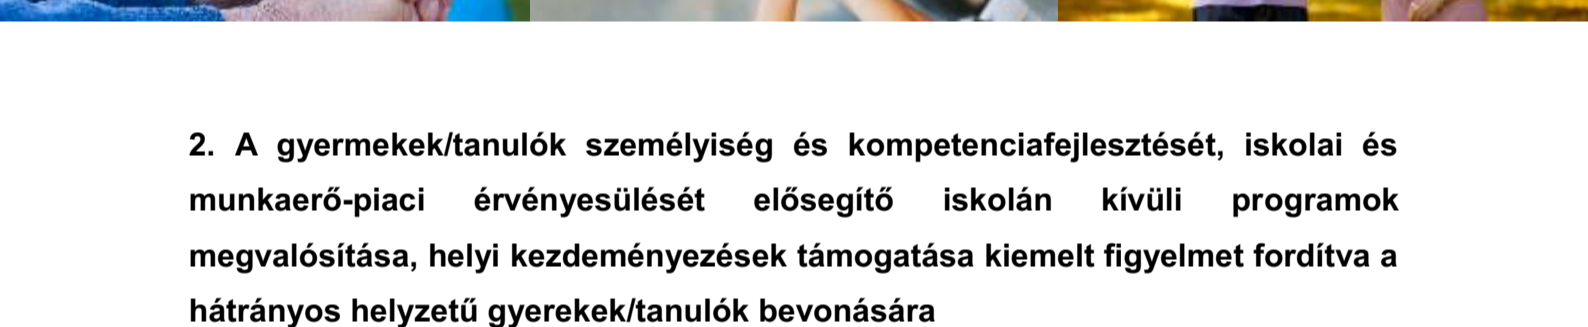 2. A gyermekek/tanulók személyiség és kompetenciafejlesztését, iskolai és
munkaerő-piaci érvényesülését elősegítő iskolán kívüli programok
megvalósítása, helyi kezdeményezések támogatása kiemelt figyelmet fordítva a
hátrányos helyzetű gyerekek/tanulók bevonására